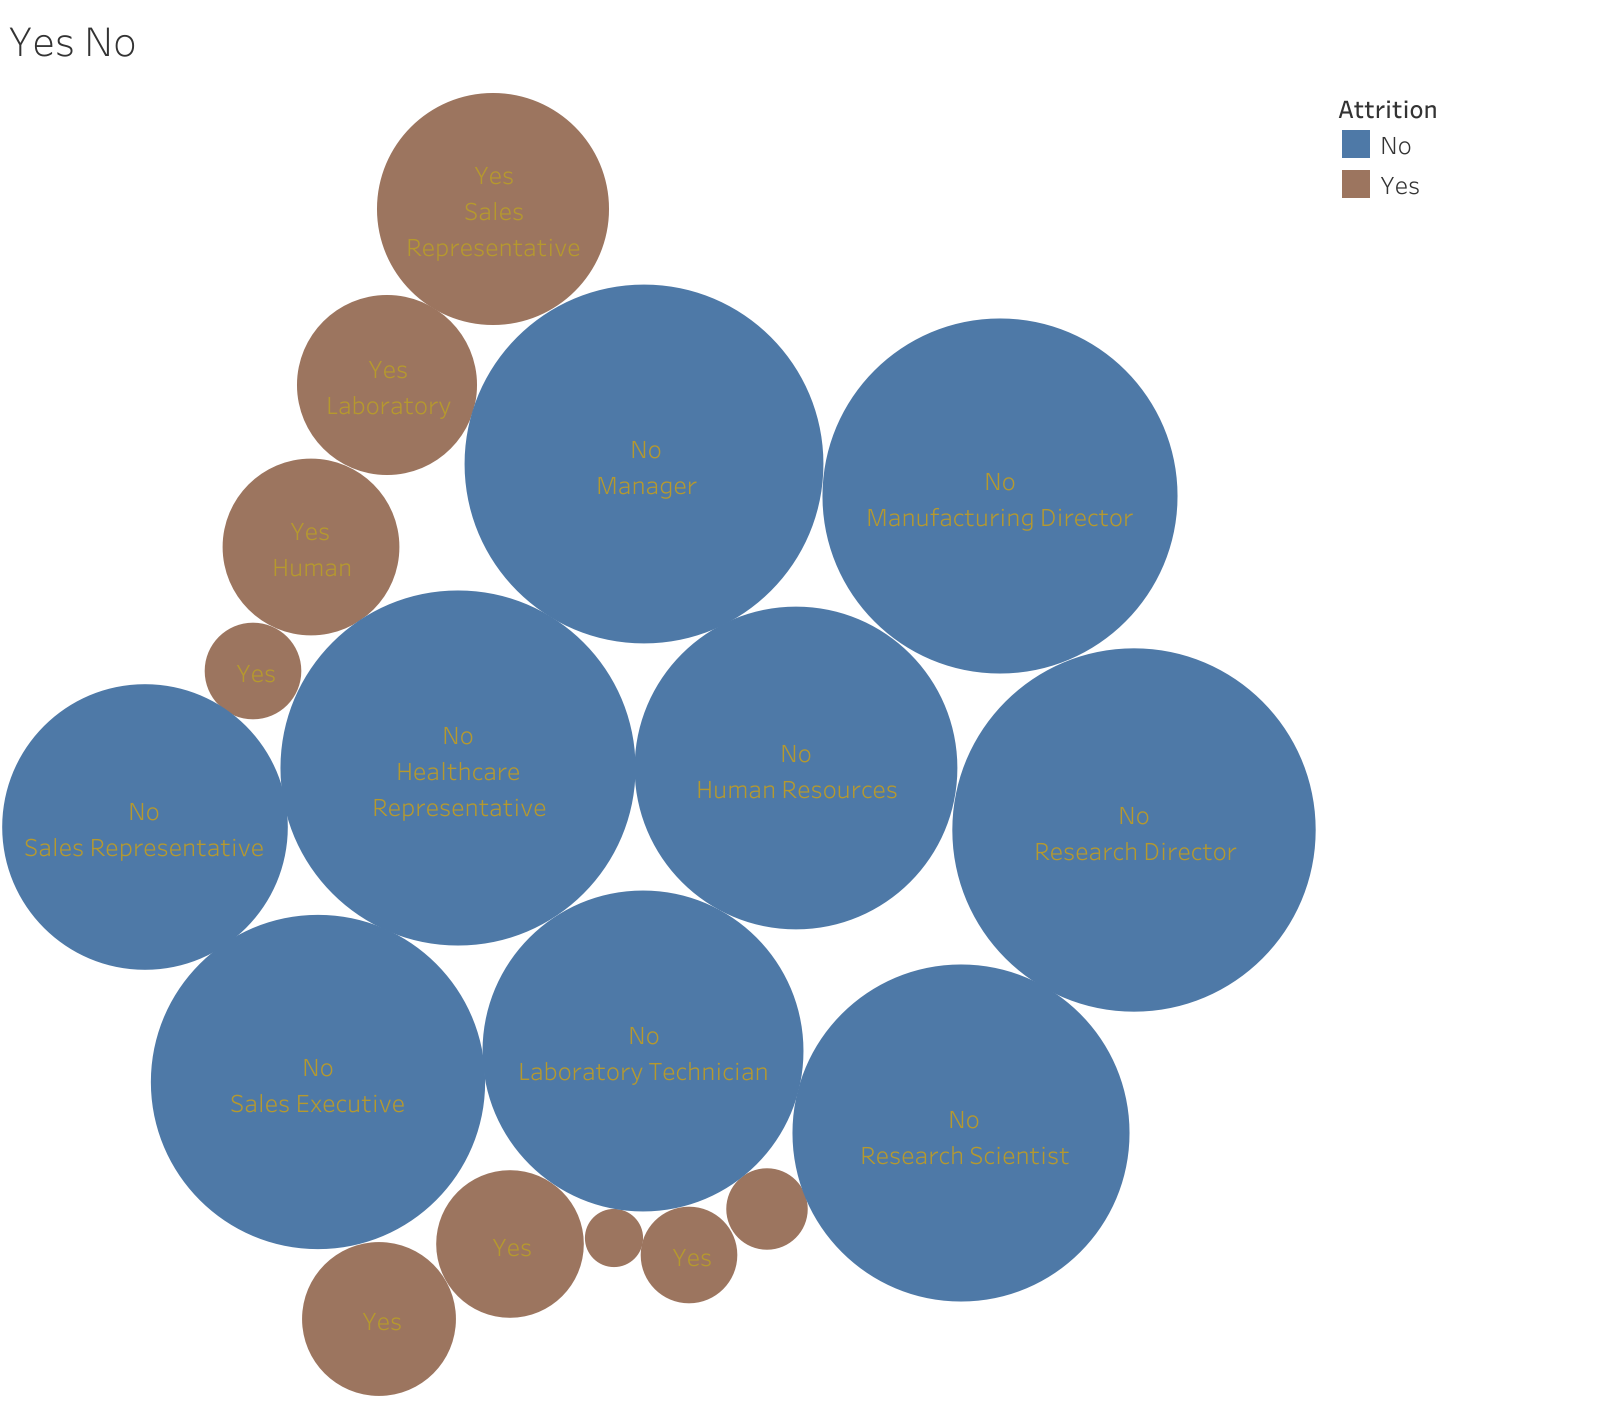 Yes No
Attrition
No
Yes
Yes
Sales
Representative
Yes
Laboratory
No
Manager
No
Manufacturing Director
Yes
Human
Yes
No
Healthcare
Representative
No
Human Resources
No
Sales Representative
No
Research Director
No
Sales Executive
No
Laboratory Technician
No
Research Scientist
Yes
Yes
Yes